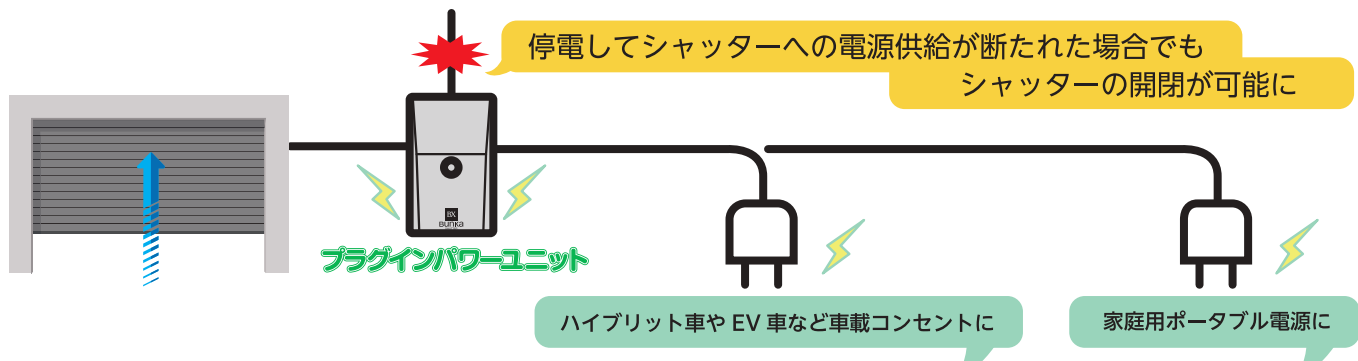 停電してシャッターへの電源供給が断たれた場合でも
シャッターの開閉が可能に
BX
BUNKA
プラグインパワーユニット
ハイブリット車や EV 車など車載コンセントに
家庭用ポータブル電源に